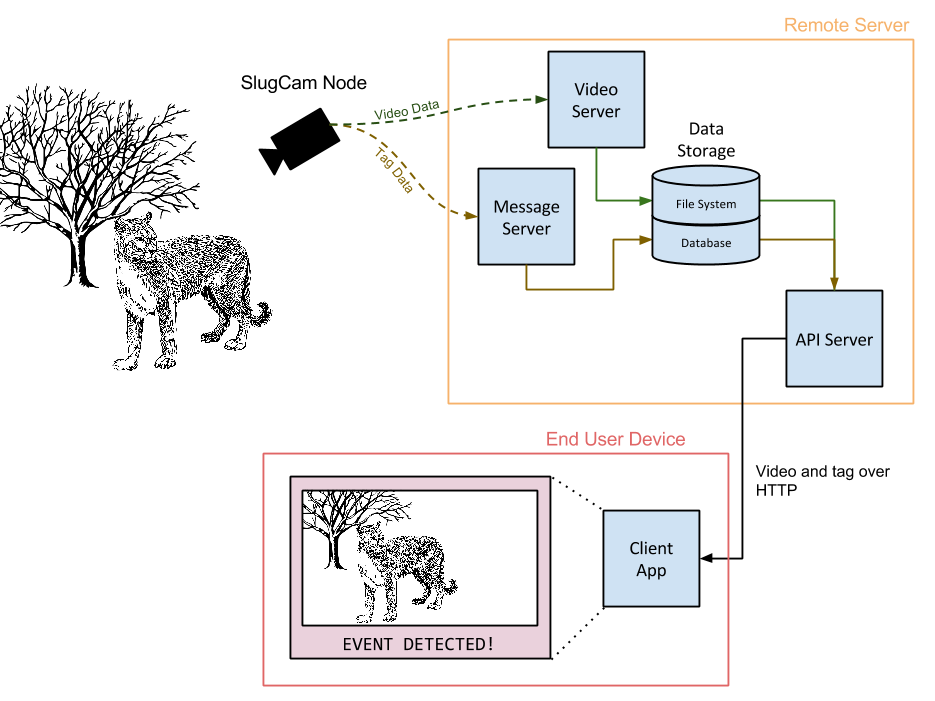 Remote Server
SlugCam Node
Video Data
Tag Data
Video
Server
Data
Storage
Message
Server
File System
Database
API Server
End User Device
Video and tag over
HTTP
Client
App
EVENT DETECTED!